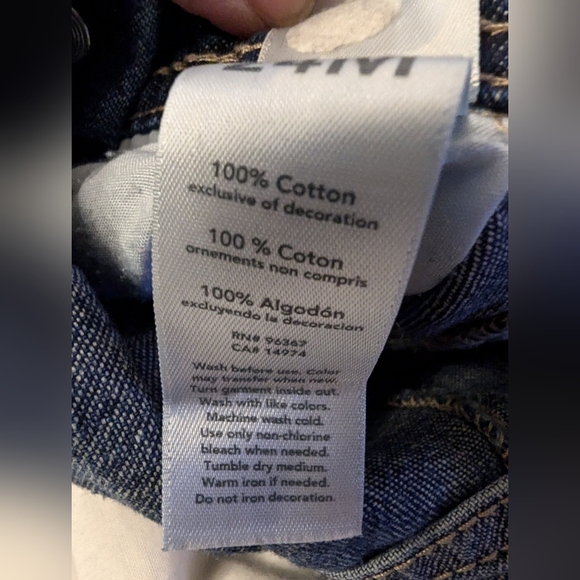 24M
100% Cotton
exclusive of decoration
100 % Coton
ornements non compris
100% Algodón
excluyendo la decoracion
RN# 96367
CA# 14974
Wash before use. Color
may transfer when new.
Turn garment inside out.
Wash with like colors.
Machine wash cold.
Use only non-chlorine
bleach when needed.
Tumble dry medium.
Warm iron if needed.
Do not iron decoration.